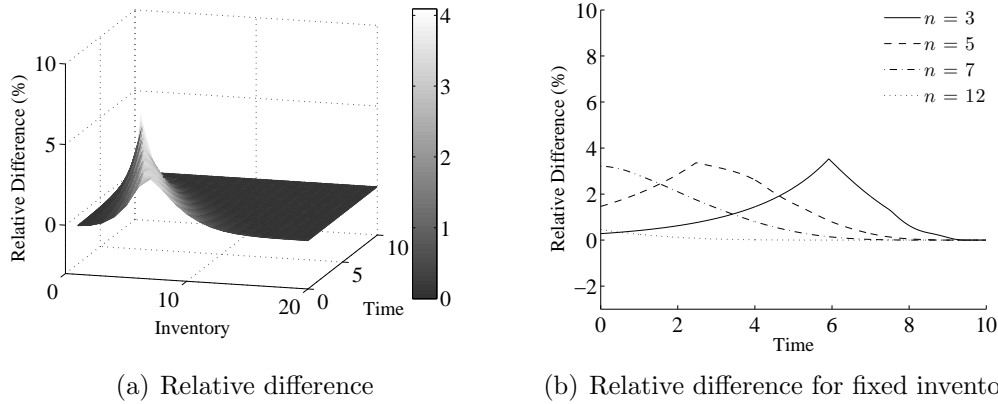 10
5
0
Relative Difference (%)
0
10
20
Inventory
0
5
10
Time
4
3
2
1
0
(a) Relative difference
10
8
6
4
2
0
−2
Relative Difference (%)
0
2
4
6
8
10
Time
n = 3
n = 5
n = 7
n = 12
(b) Relative difference for fixed invento